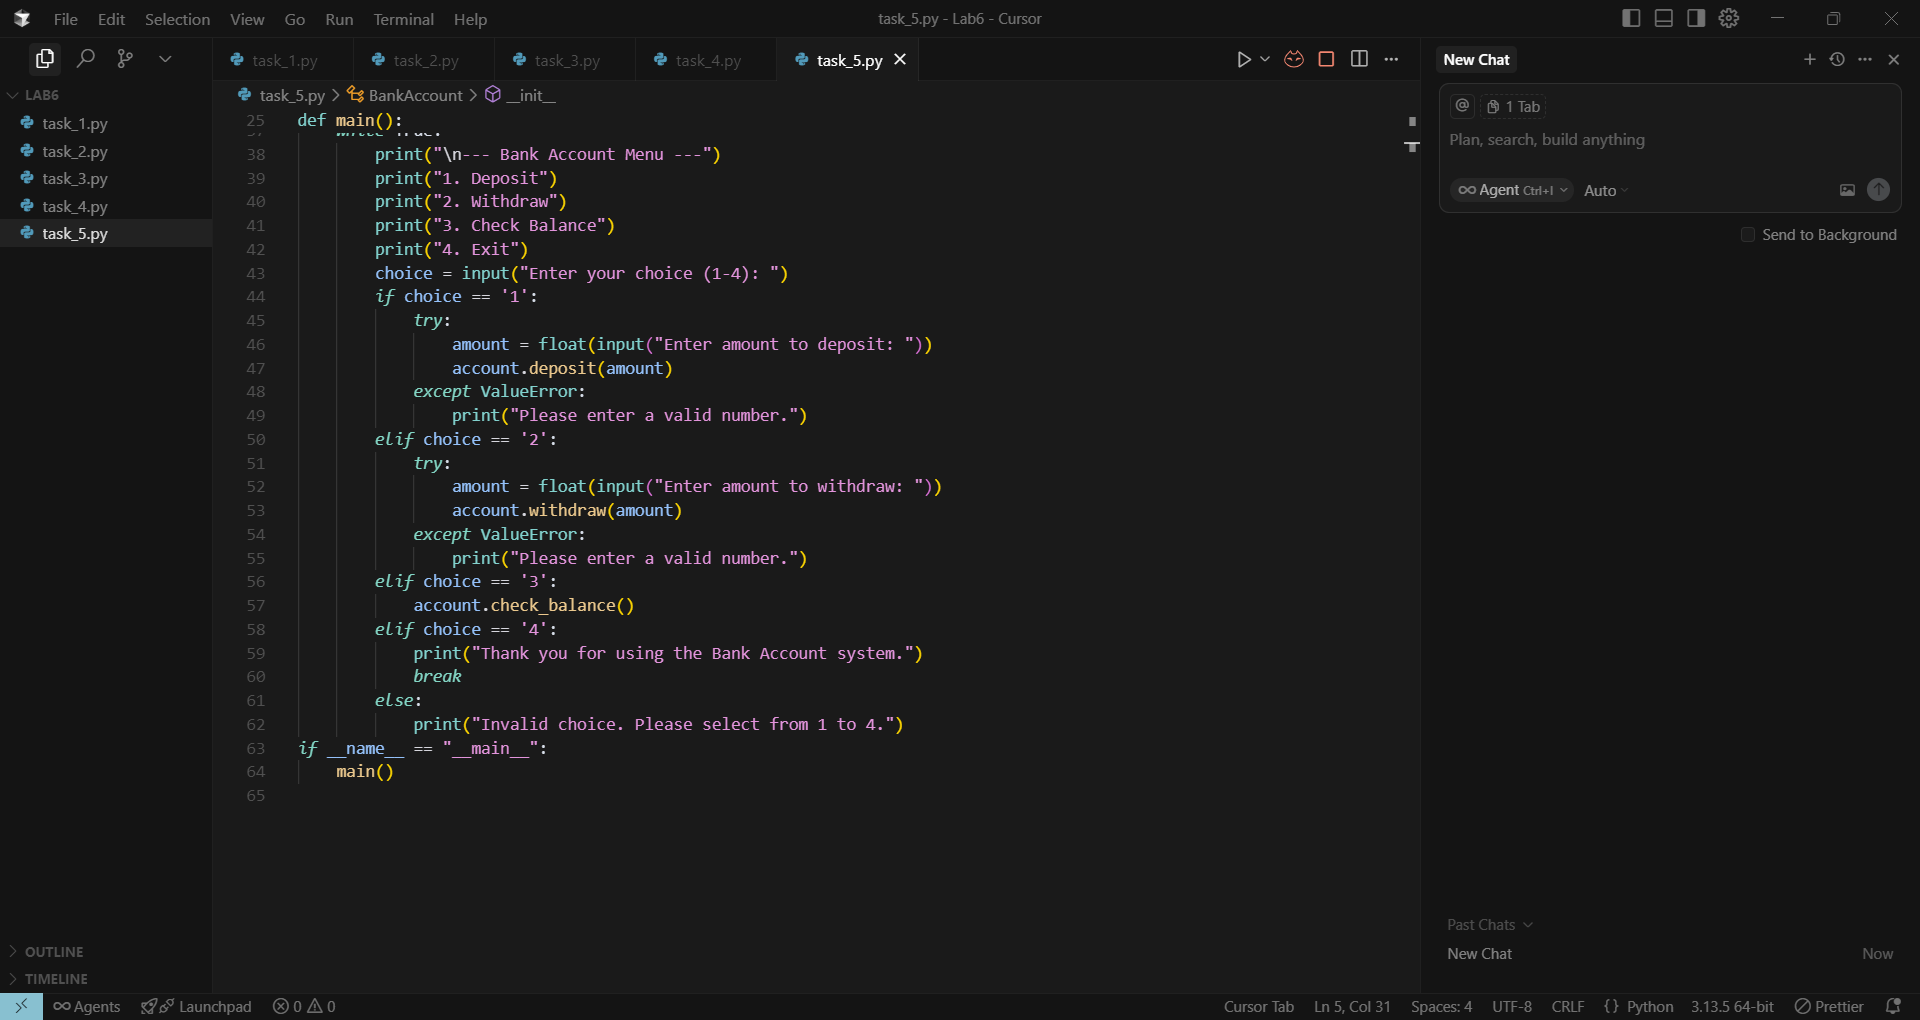 File Edit Selection View Go Run Terminal Help
task_5.py - Lab6 - Cursor
task_1.py task_2.py task_3.py task_4.py task_5.py
New Chat
LAB6
task_1.py
task_2.py
task_3.py
task_4.py
task_5.py
task_5.py > BankAccount > __init__
25 def main():
37 while True:
38 print("\n--- Bank Account Menu ---")
39 print("1. Deposit")
40 print("2. Withdraw")
41 print("3. Check Balance")
42 print("4. Exit")
43 choice = input("Enter your choice (1-4): ")
44 if choice == '1':
45 try:
46 amount = float(input("Enter amount to deposit: "))
47 account.deposit(amount)
48 except ValueError:
49 print("Please enter a valid number.")
50 elif choice == '2':
51 try:
52 amount = float(input("Enter amount to withdraw: "))
53 account.withdraw(amount)
54 except ValueError:
55 print("Please enter a valid number.")
56 elif choice == '3':
57 account.check_balance()
58 elif choice == '4':
59 print("Thank you for using the Bank Account system.")
60 break
61 else:
62 print("Invalid choice. Please select from 1 to 4.")
63 if __name__ == "__main__":
64 main()
65
@ 1 Tab
Plan, search, build anything
Agent Ctrl+I Auto
Send to Background
Past Chats
New Chat Now
OUTLINE
TIMELINE
Agents Launchpad 0 0
Cursor Tab Ln 5, Col 31 Spaces: 4 UTF-8 CRLF {} Python 3.13.5 64-bit Prettier